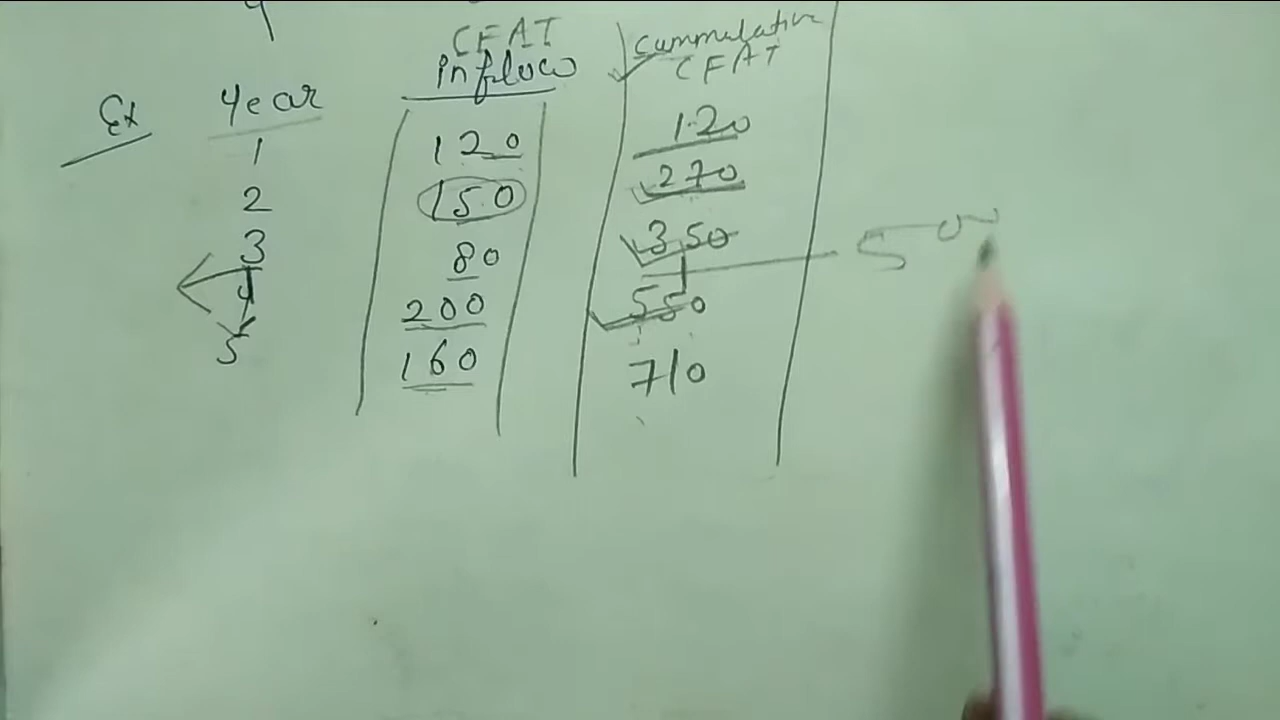 CFAT Cummulative
Ex Year inflow CFAT
1 120 120
2 150 270
3 80 350
500
4 200 550
5 160 710